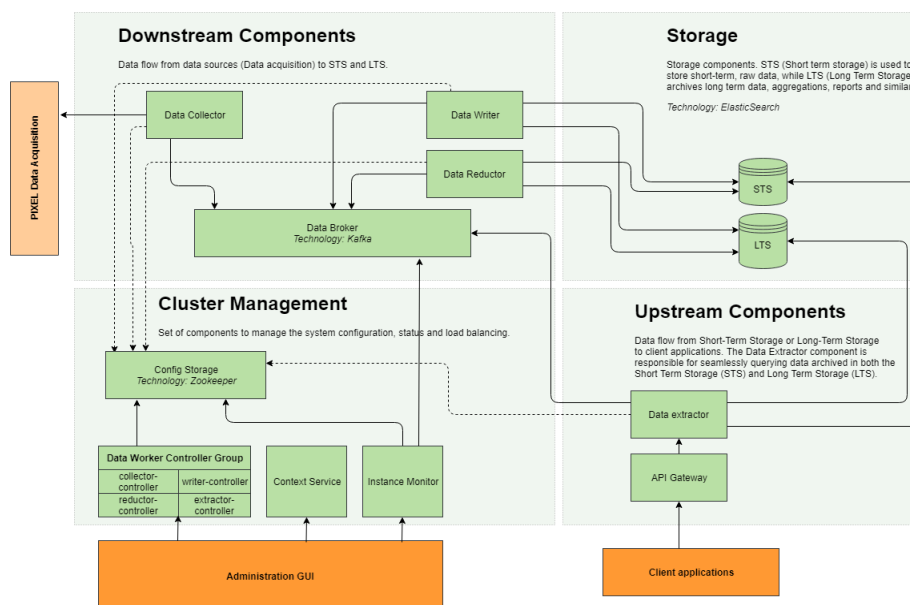 Downstream Components
Data flow from data sources (Data acquisition) to STS and LTS.
Storage
Storage components. STS (Short term storage) is used to
store short-term, raw data, while LTS (Long Term Storage
archives long term data, aggregations, reports and similar
Technology: ElasticSearch
PIXEL Data Acquisition
Data Collector
Data Writer
Data Reductor
Data Broker
Technology: Kafka
STS
LTS
Cluster Management
Set of components to manage the system configuration, status and load balancing.
Config Storage
Technology: Zookeeper
Data Worker Controller Group
collector-
controller
writer-controller
reductor-
controller
extractor-
controller
Context Service
Instance Monitor
Administration GUI
Upstream Components
Data flow from Short-Term Storage or Long-Term Storage
to client applications. The Data Extractor component is
responsible for seamlessly querying data archived in both the
Short Term Storage (STS) and Long Term Storage (LTS).
Data extractor
API Gateway
Client applications